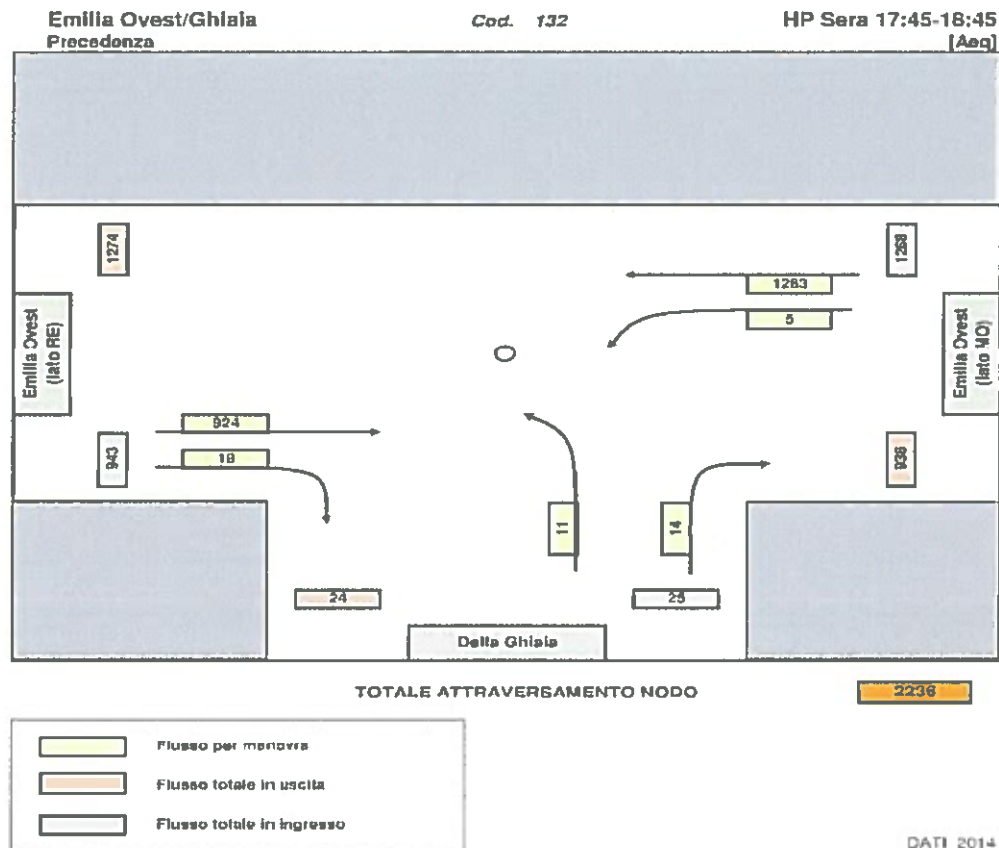 Emilia Ovest/Ghiaia Cod. 132 HP Sera 17:45-18:45
Precedenza [Aeq]
1274 1268
1263
5
Emilia Ovest
(lato RE)
Emilia Ovest
(lato MO)
924
943 18 938
11 14
24 25
Della Ghiaia
TOTALE ATTRAVERSAMENTO NODO 2236
Flusso per manovra
Flusso totale in uscita
Flusso totale in ingresso
DATI 2014